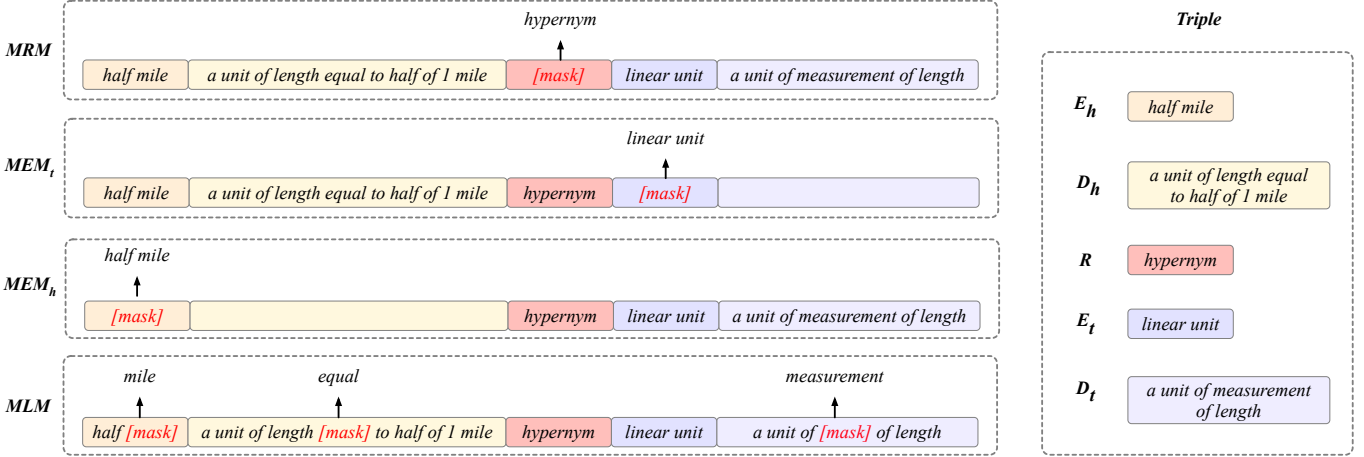 hypernym
MRM
half mile a unit of length equal to half of 1 mile [mask] linear unit a unit of measurement of length
linear unit
MEMt
half mile a unit of length equal to half of 1 mile hypernym [mask]
half mile
MEMh
[mask] hypernym linear unit a unit of measurement of length
mile equal measurement
MLM
half [mask] a unit of length [mask] to half of 1 mile hypernym linear unit a unit of [mask] of length
Triple
Eh half mile
Dh a unit of length equal
to half of 1 mile
R hypernym
Et linear unit
Dt a unit of measurement
of length